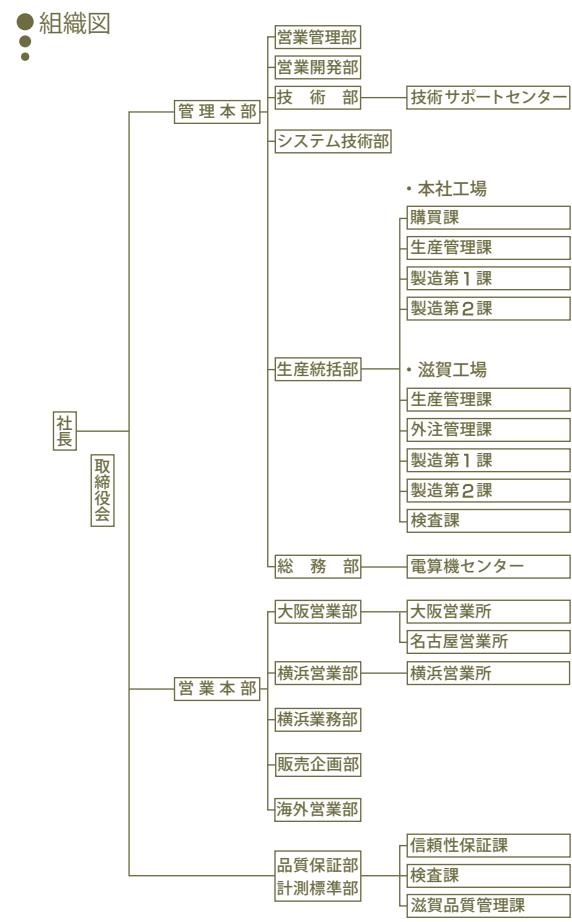 組織図
社長
取締役会
管理本部
営業管理部
営業開発部
技術部
技術サポートセンター
システム技術部
生産統括部
・本社工場
購買課
生産管理課
製造第1課
製造第2課
・滋賀工場
生産管理課
外注管理課
製造第1課
製造第2課
検査課
総務部
電算機センター
営業本部
大阪営業部
大阪営業所
名古屋営業所
横浜営業部
横浜営業所
横浜業務部
販売企画部
海外営業部
品質保証部
計測標準部
信頼性保証課
検査課
滋賀品質管理課